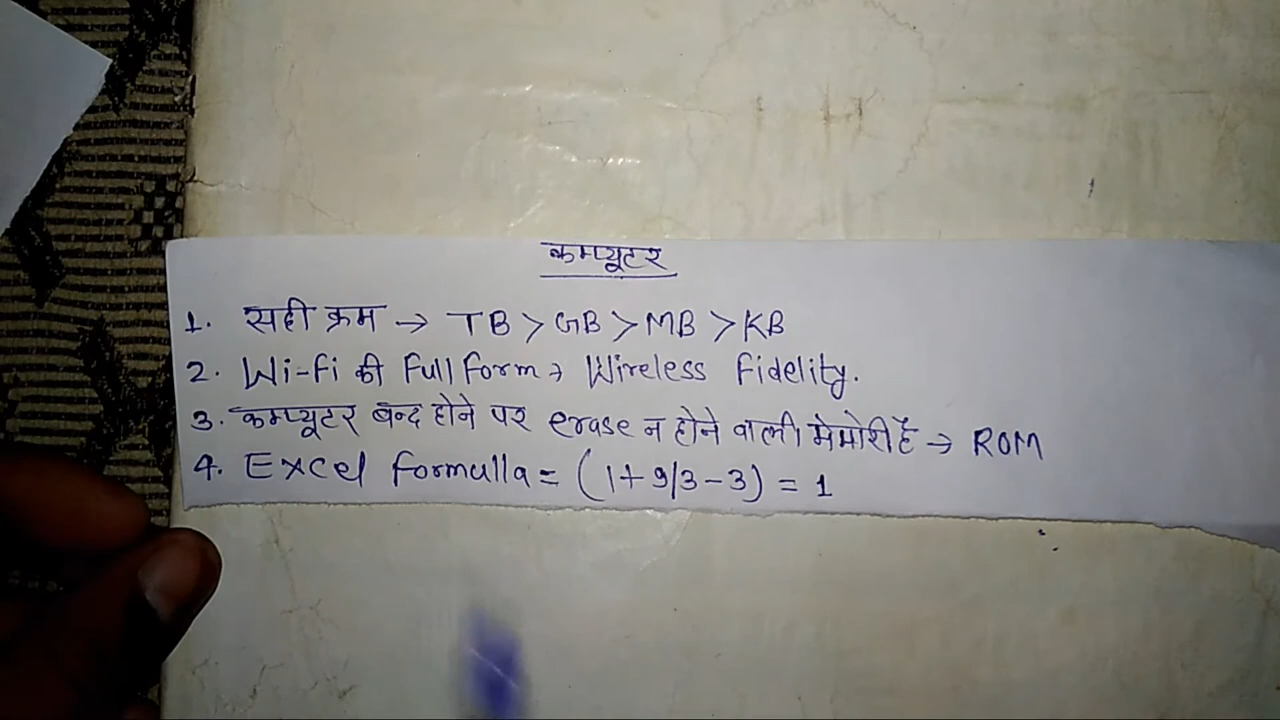 कम्प्यूटर
1. सही क्रम → TB > GB > MB > KB
2. Wi-Fi की Full Form → Wireless Fidelity.
3. कम्प्यूटर बन्द होने पर erase न होने वाली मेमोरी है → ROM
4. Excel formulla = (1+9/3-3) = 1